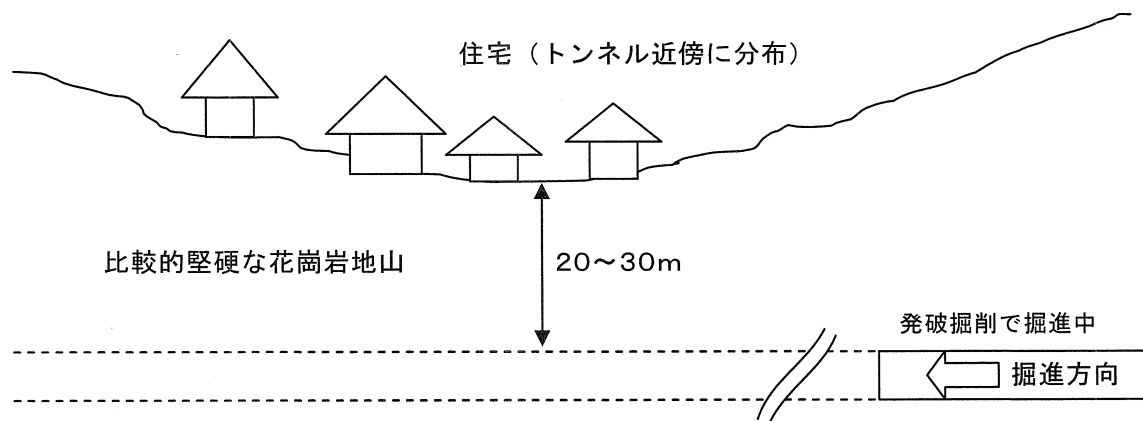 住宅（トンネル近傍に分布）
比較的堅硬な花崗岩地山
20～30m
発破掘削で掘進中
掘進方向